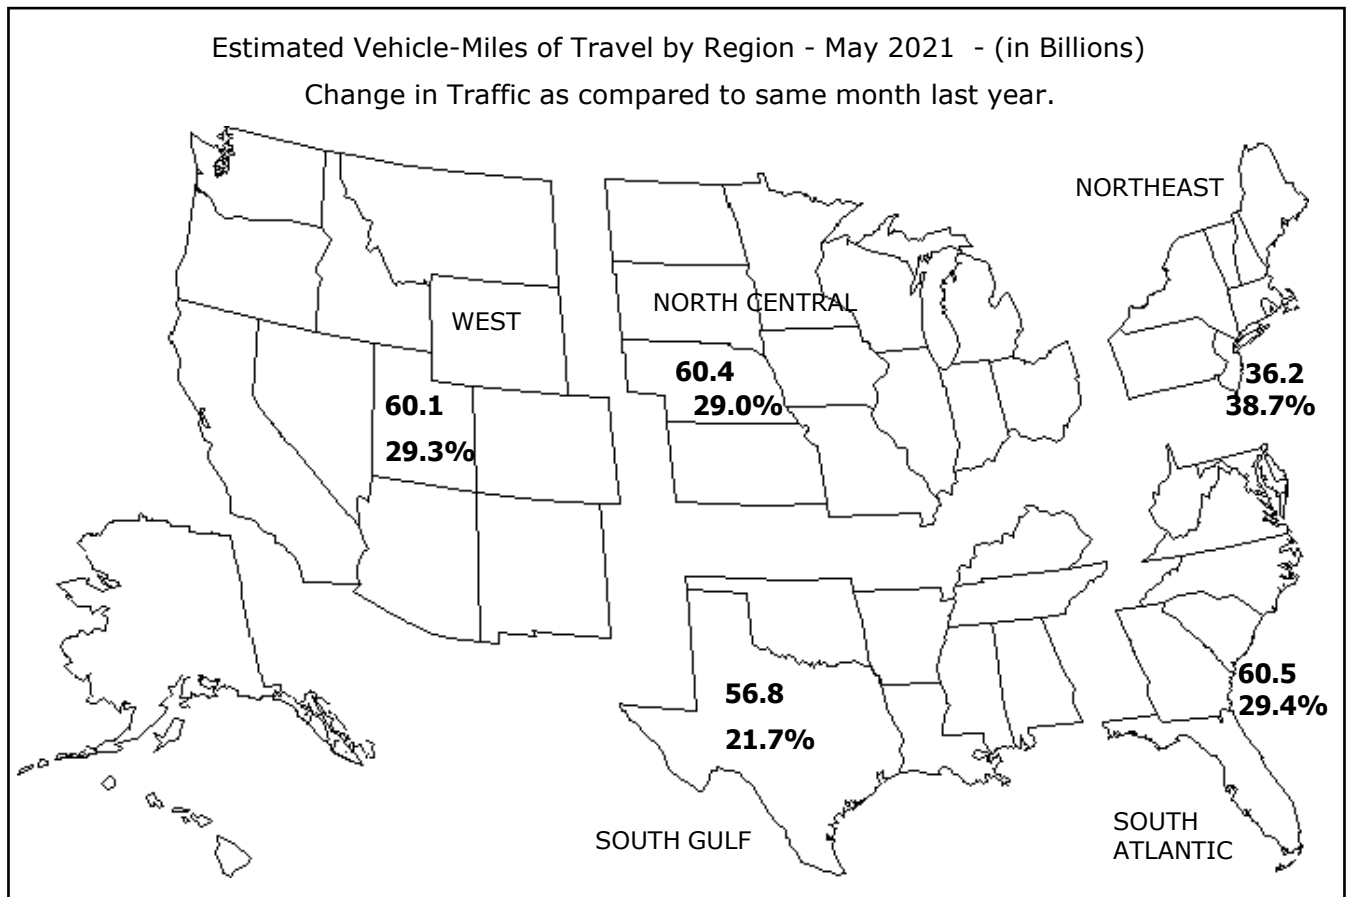 Estimated Vehicle-Miles of Travel by Region - May 2021  - (in Billions)
Change in Traffic as compared to same month last year.
NORTHEAST
WEST
NORTH CENTRAL
60.1
29.3%
60.4
29.0%
36.2
38.7%
56.8
21.7%
60.5
29.4%
SOUTH GULF
SOUTH
ATLANTIC